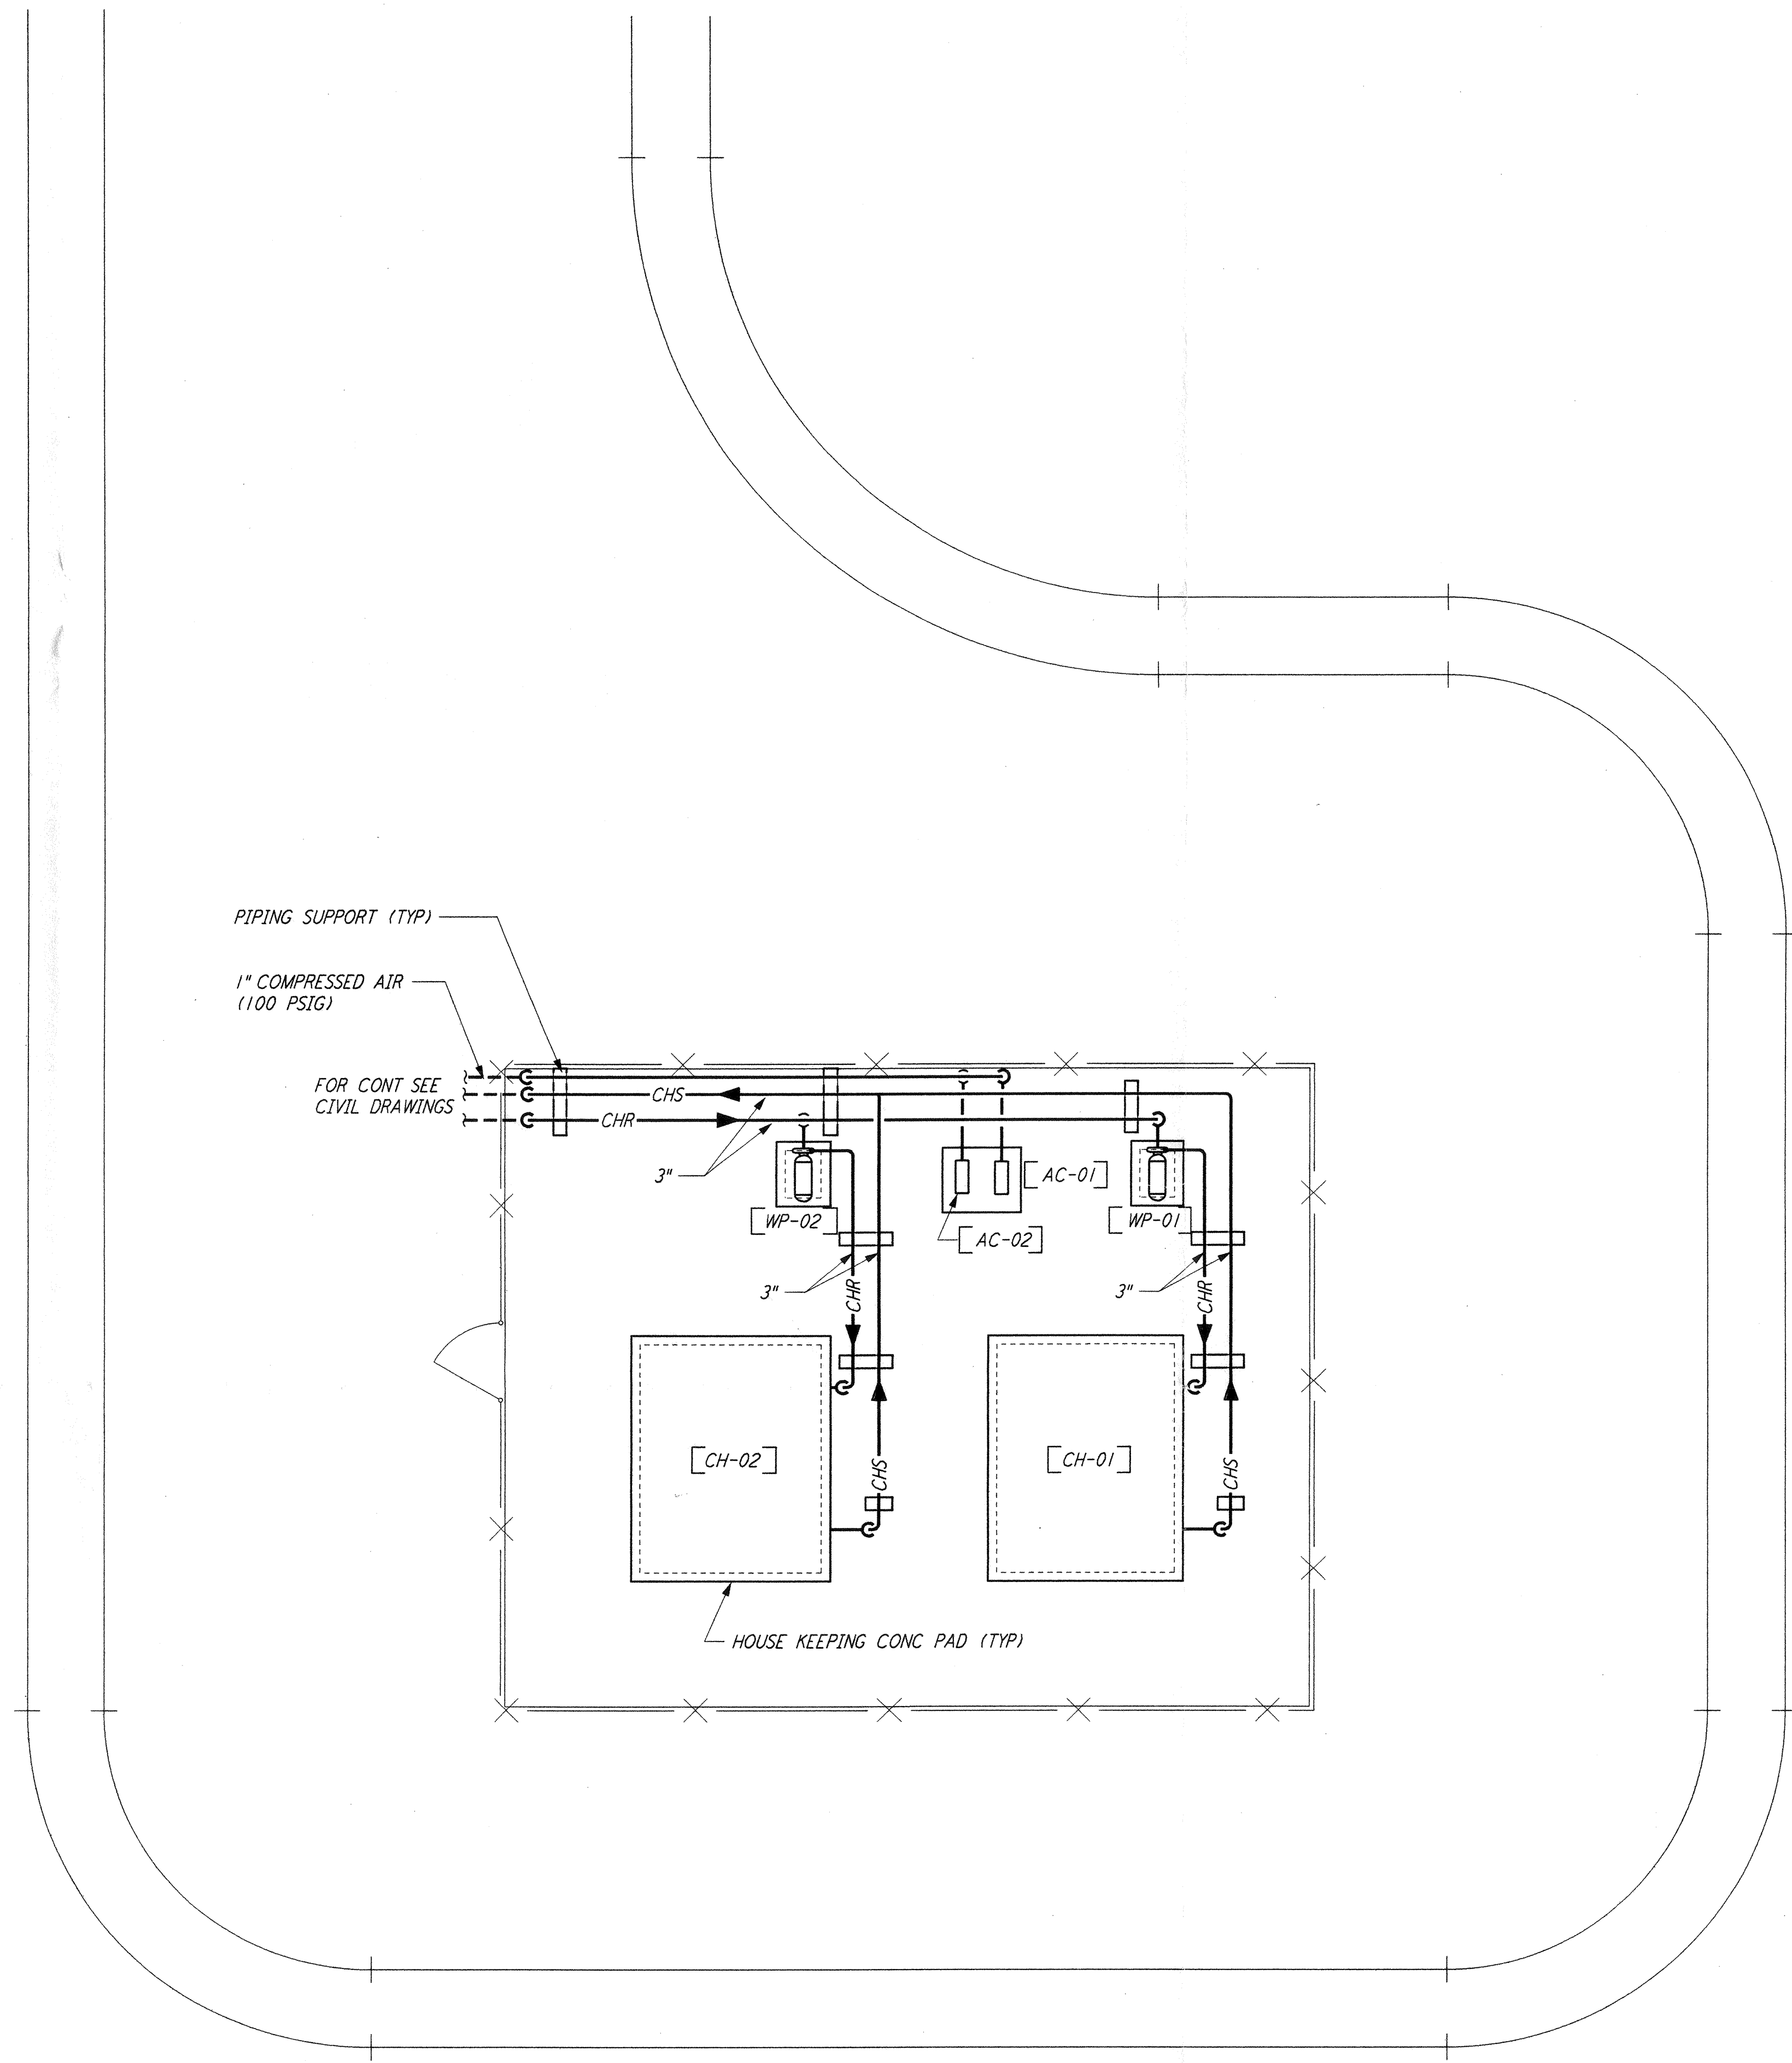 PIPING SUPPORT (TYP)
1" COMPRESSED AIR
(100 PSIG)
FOR CONT SEE
CIVIL DRAWINGS
CHS
CHR
3"
[WP-02]
[AC-01]
[AC-02]
[WP-01]
3"
CHR
3"
CHR
[CH-02]
CHS
[CH-01]
CHS
HOUSE KEEPING CONC PAD (TYP)